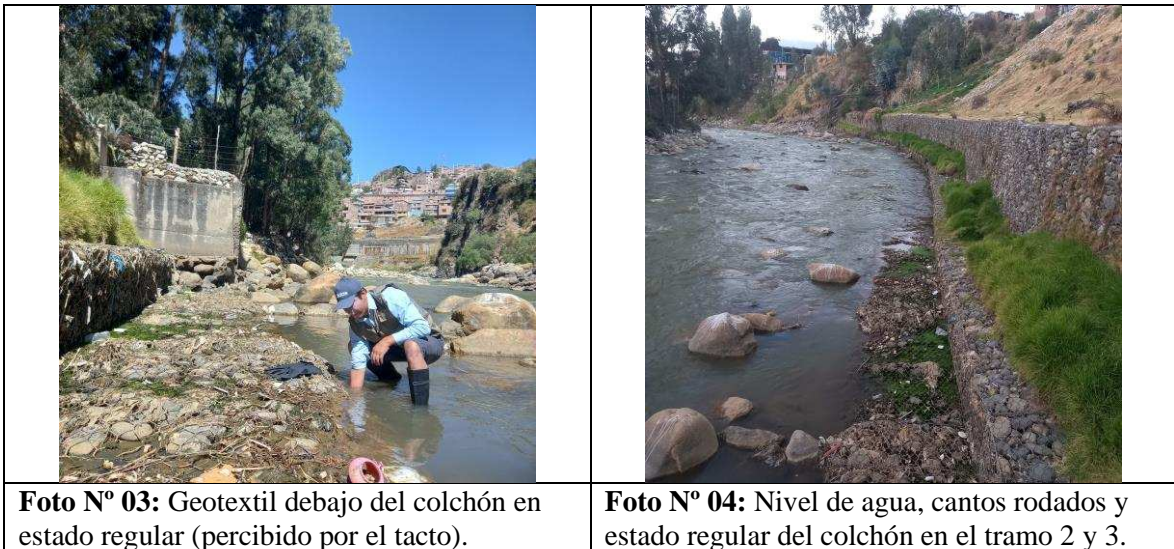 Foto Nº 03: Geotextil debajo del colchón en
estado regular (percibido por el tacto).
Foto Nº 04: Nivel de agua, cantos rodados y
estado regular del colchón en el tramo 2 y 3.